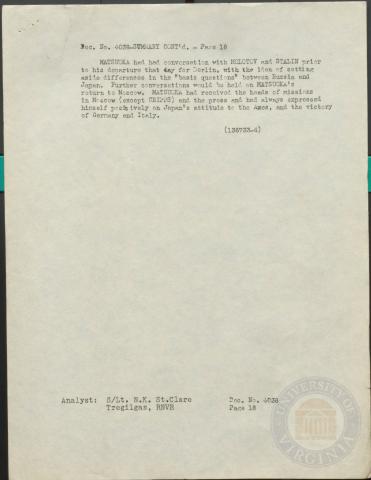 Doc. No. 4038 SUMMARY CONT'd. - Page 18
MATSUOKA had had conversation with MOLOTOV and STALIN prior
to his departure that day for Berlin, with the idea of setting
aside differences in the "basic questions" between Russia and
Japan. Further conversations would be held on MATSUOKA's
return to Moscow. MATSUOKA had received the heads of missions
in Moscow (except CRIPPS) and the press and had always expressed
himself positively on Japan's attitude to the Axes, and the victory
of Germany and Italy.
(136733-4)
Analyst: S/Lt. N.K. St.Clare Doc. No. 4038
Tregilgas, RNVR Page 18
UNIVERSITY OF VIRGINIA